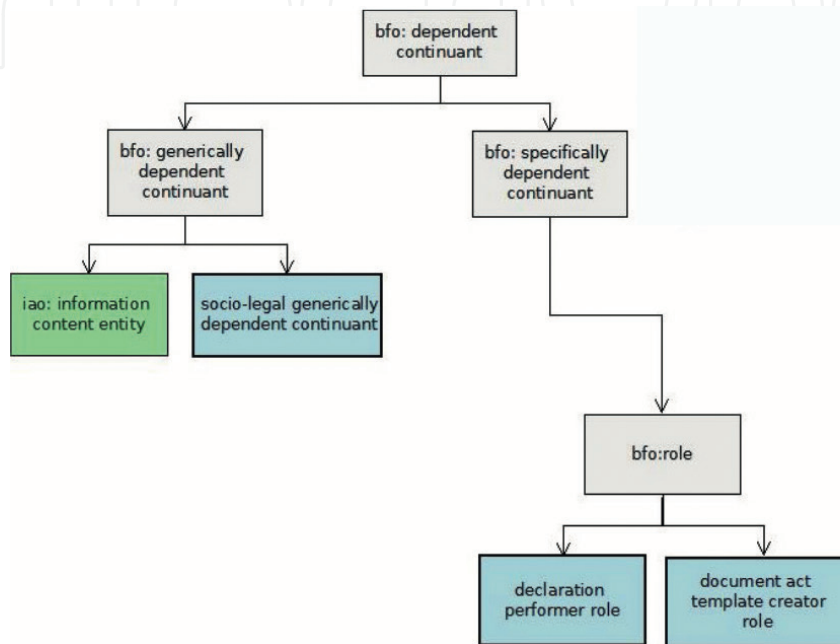 bfo: dependent
continuant
bfo: generically
dependent
continuant
bfo: specifically
dependent
continuant
iao: information
content entity
socio-legal generically
dependent continuant
bfo:role
declaration
performer role
document act
template creator
role